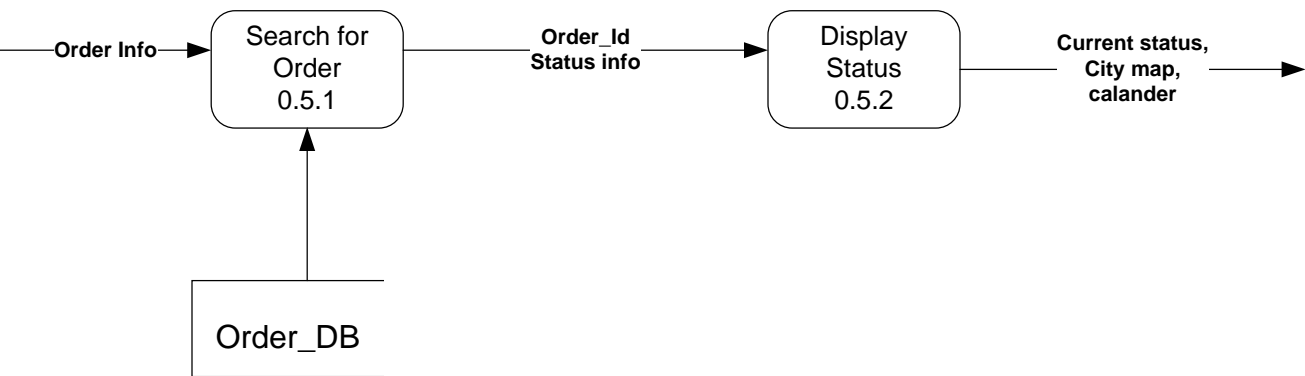 Order Info
Search for
Order
0.5.1
Order_Id
Status info
Display
Status
0.5.2
Current status,
City map,
calander
Order_DB